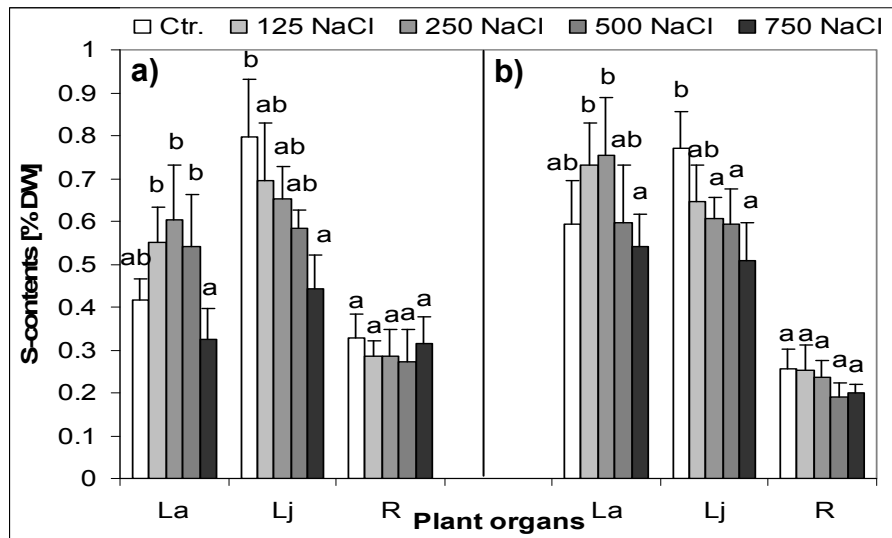 Ctr. 125 NaCl 250 NaCl 500 NaCl 750 NaCl
a) b)
S-contents [%DW]
1
0.9
0.8
0.7
0.6
0.5
0.4
0.3
0.2
0.1
0
ab b b b a
b ab ab ab a
a a a a a
ab b b ab a
b ab a a a
a a a a a
La Lj R La Lj R
Plant organs